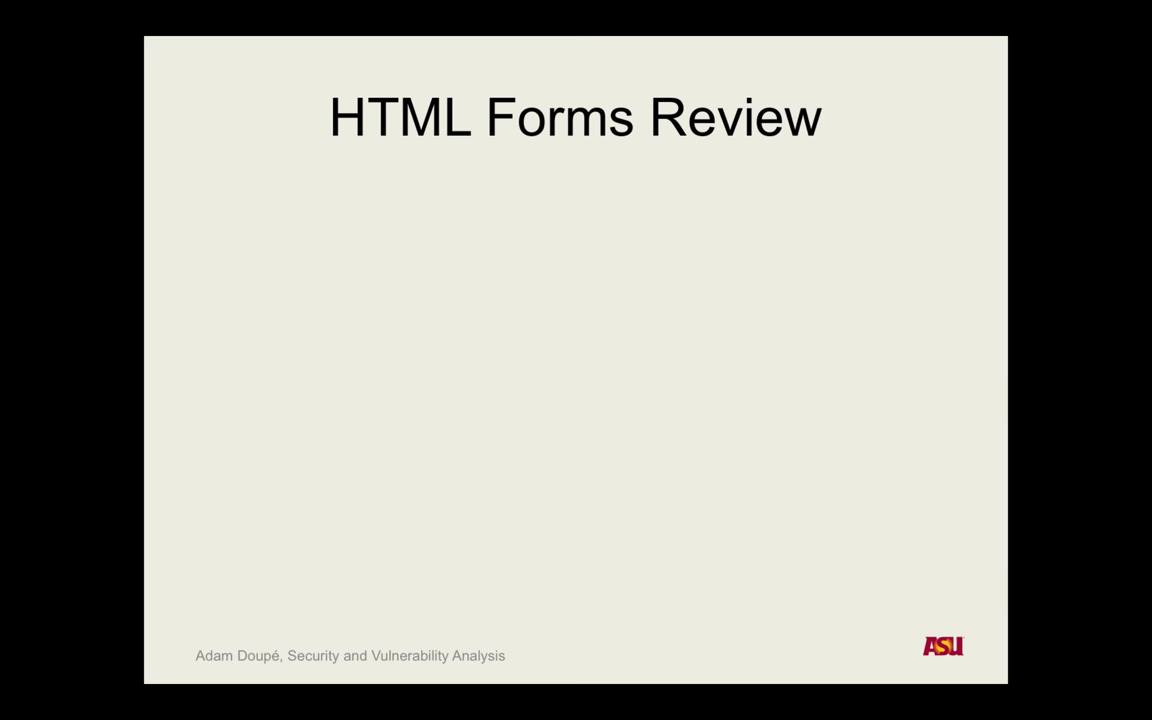 HTML Forms Review
Adam Doupé, Security and Vulnerability Analysis
ASU